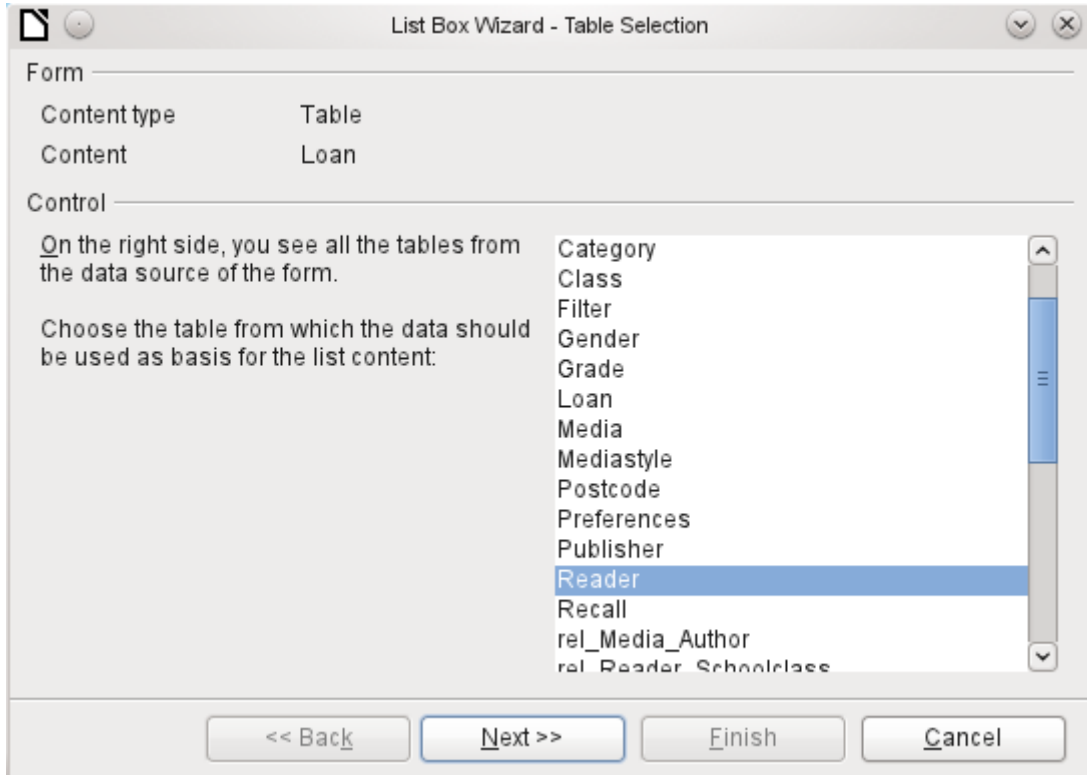 List Box Wizard - Table Selection
Form
Content type Table
Content Loan
Control
On the right side, you see all the tables from
the data source of the form.
Choose the table from which the data should
be used as basis for the list content:
Category
Class
Filter
Gender
Grade
Loan
Media
Mediastyle
Postcode
Preferences
Publisher
Reader
Recall
rel_Media_Author
rel_Reader_Schoolclass
<< Back Next >> Finish Cancel